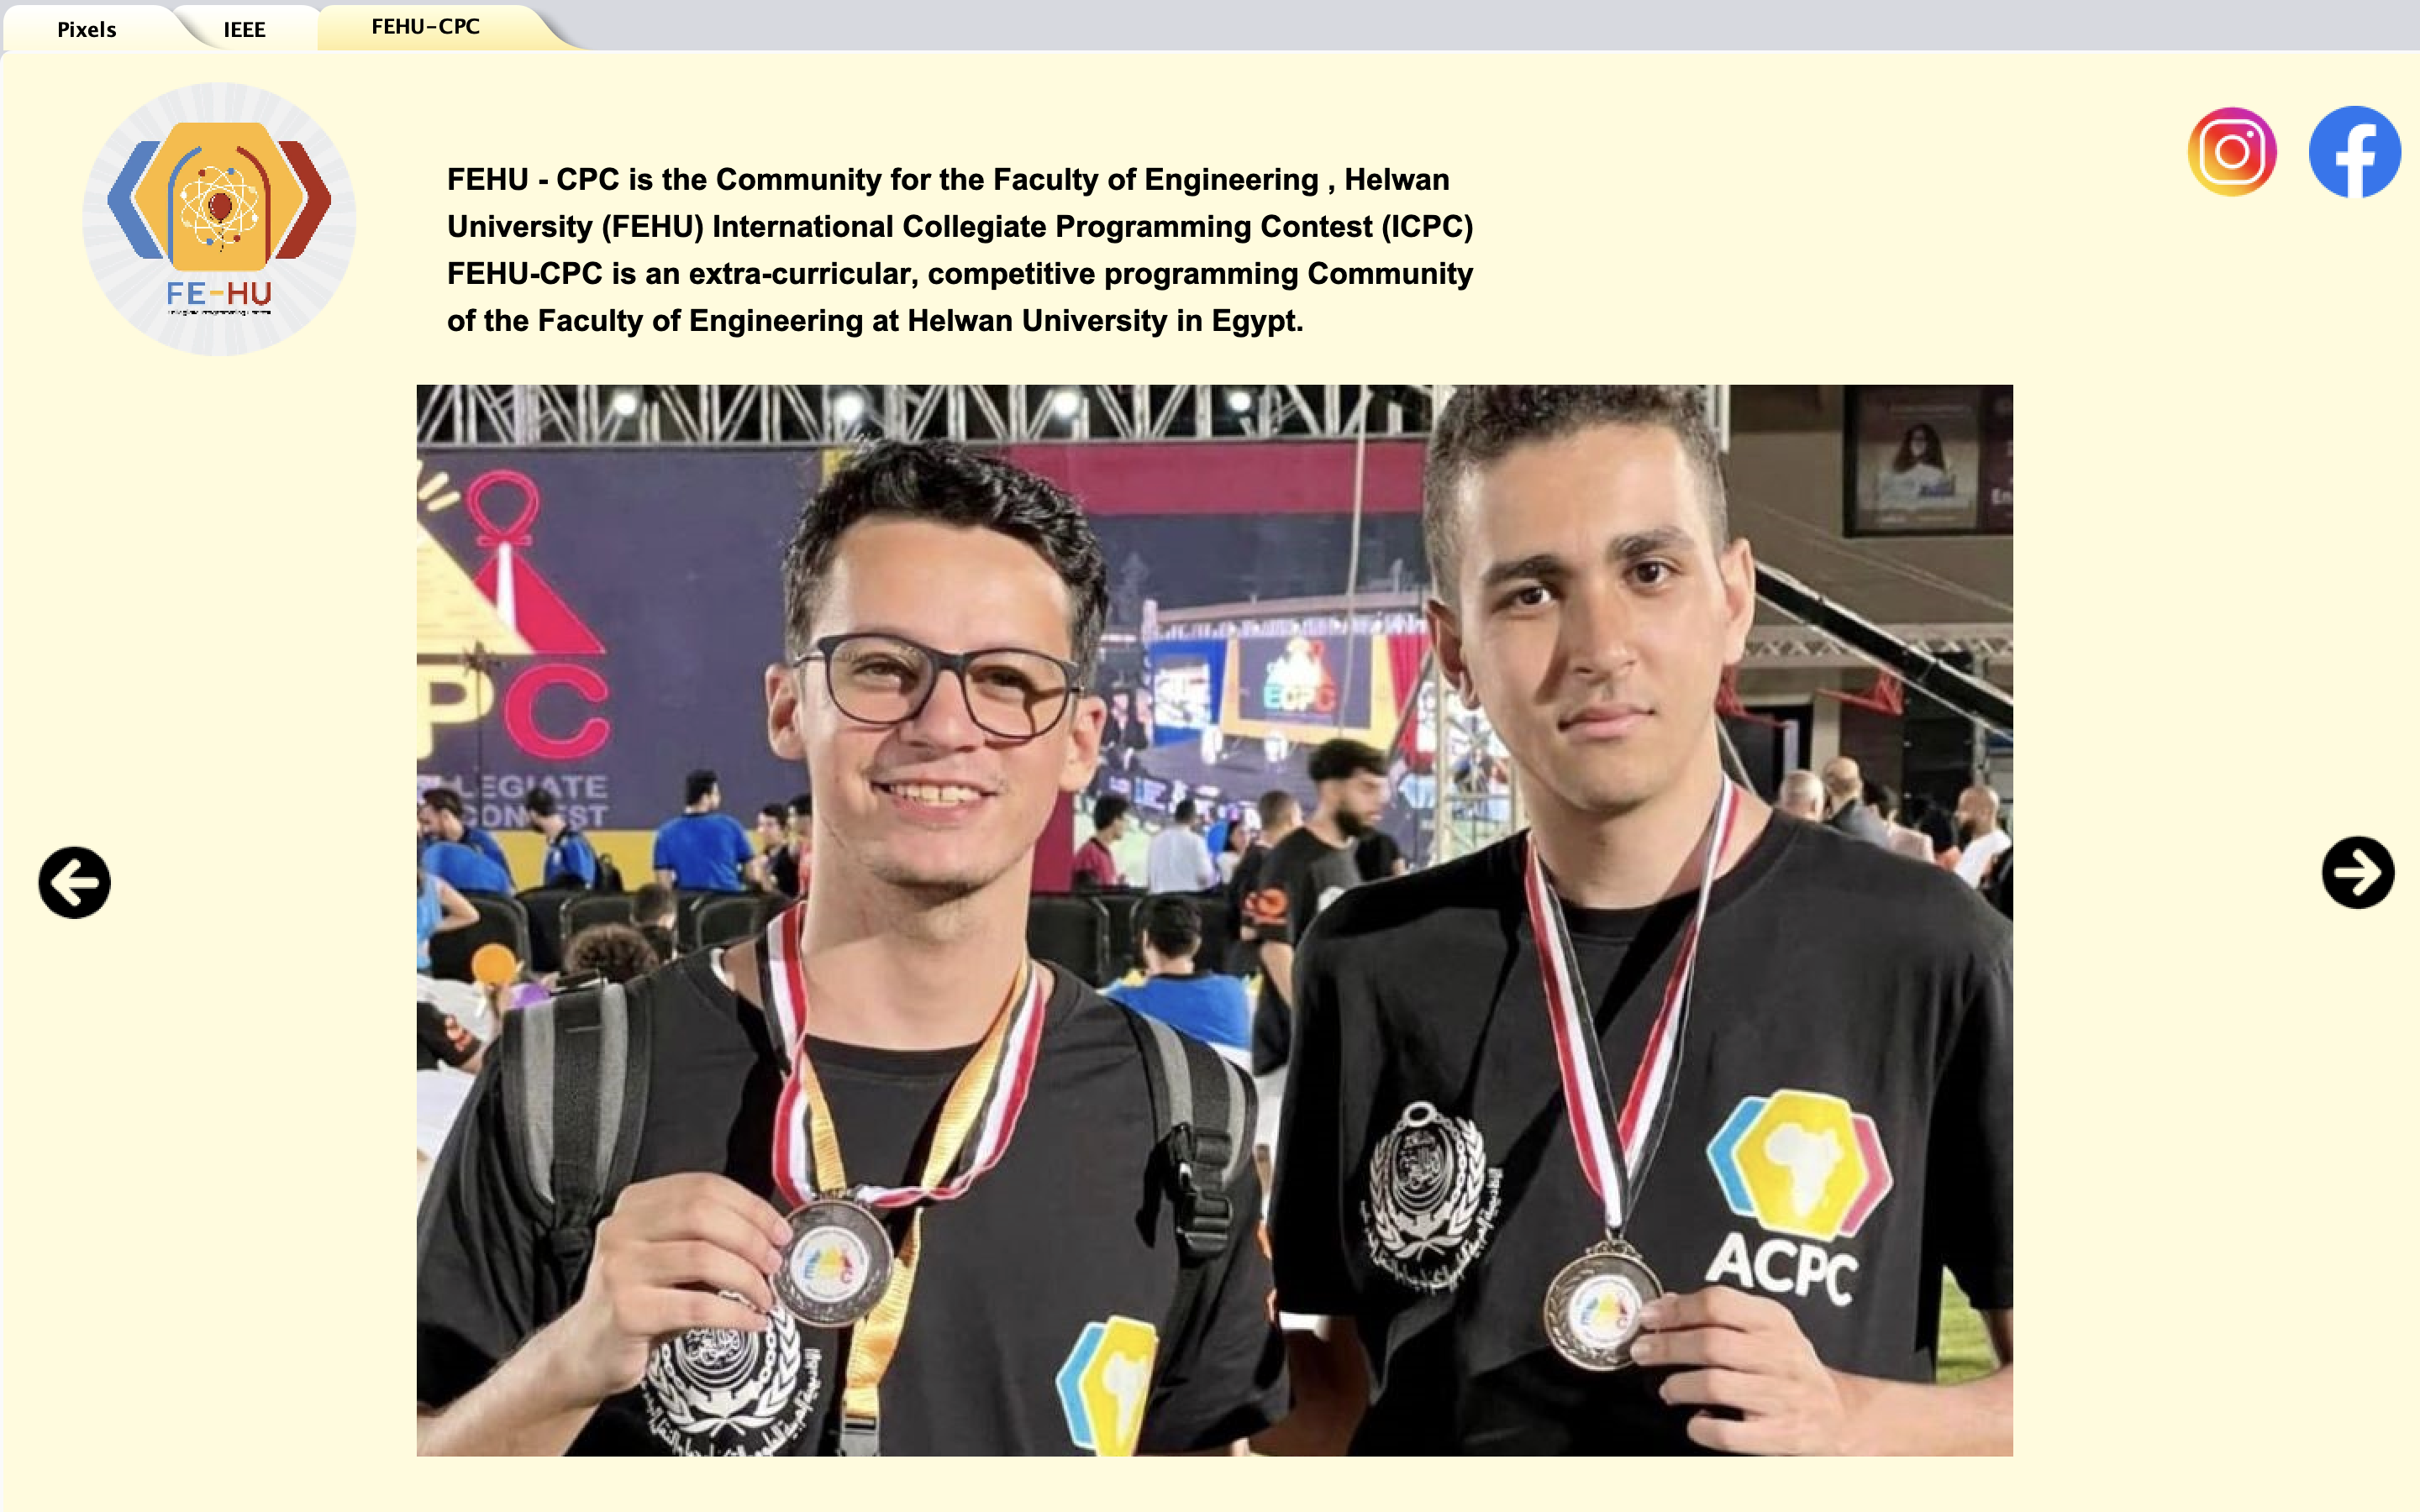 Pixels
IEEE
FEHU-CPC
FE-HU
FEHU - CPC is the Community for the Faculty of Engineering , Helwan
University (FEHU) International Collegiate Programming Contest (ICPC)
FEHU-CPC is an extra-curricular, competitive programming Community
of the Faculty of Engineering at Helwan University in Egypt.
PC
LEGIATE
CONTEST
ECPC
ACPC